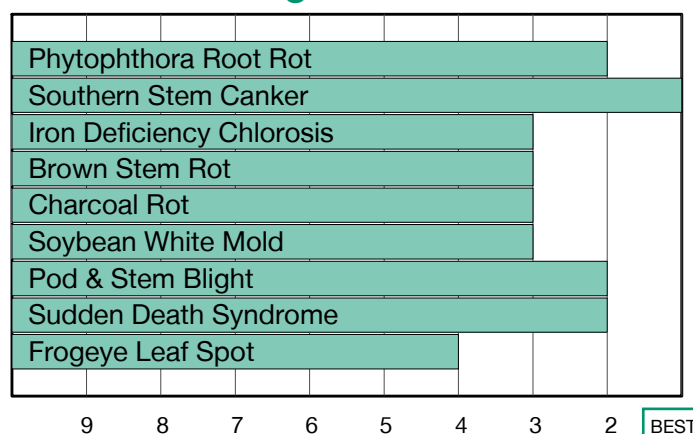 Phytophthora Root Rot
Southern Stem Canker
Iron Deficiency Chlorosis
Brown Stem Rot
Charcoal Rot
Soybean White Mold
Pod & Stem Blight
Sudden Death Syndrome
Frogeye Leaf Spot
9 8 7 6 5 4 3 2 BEST